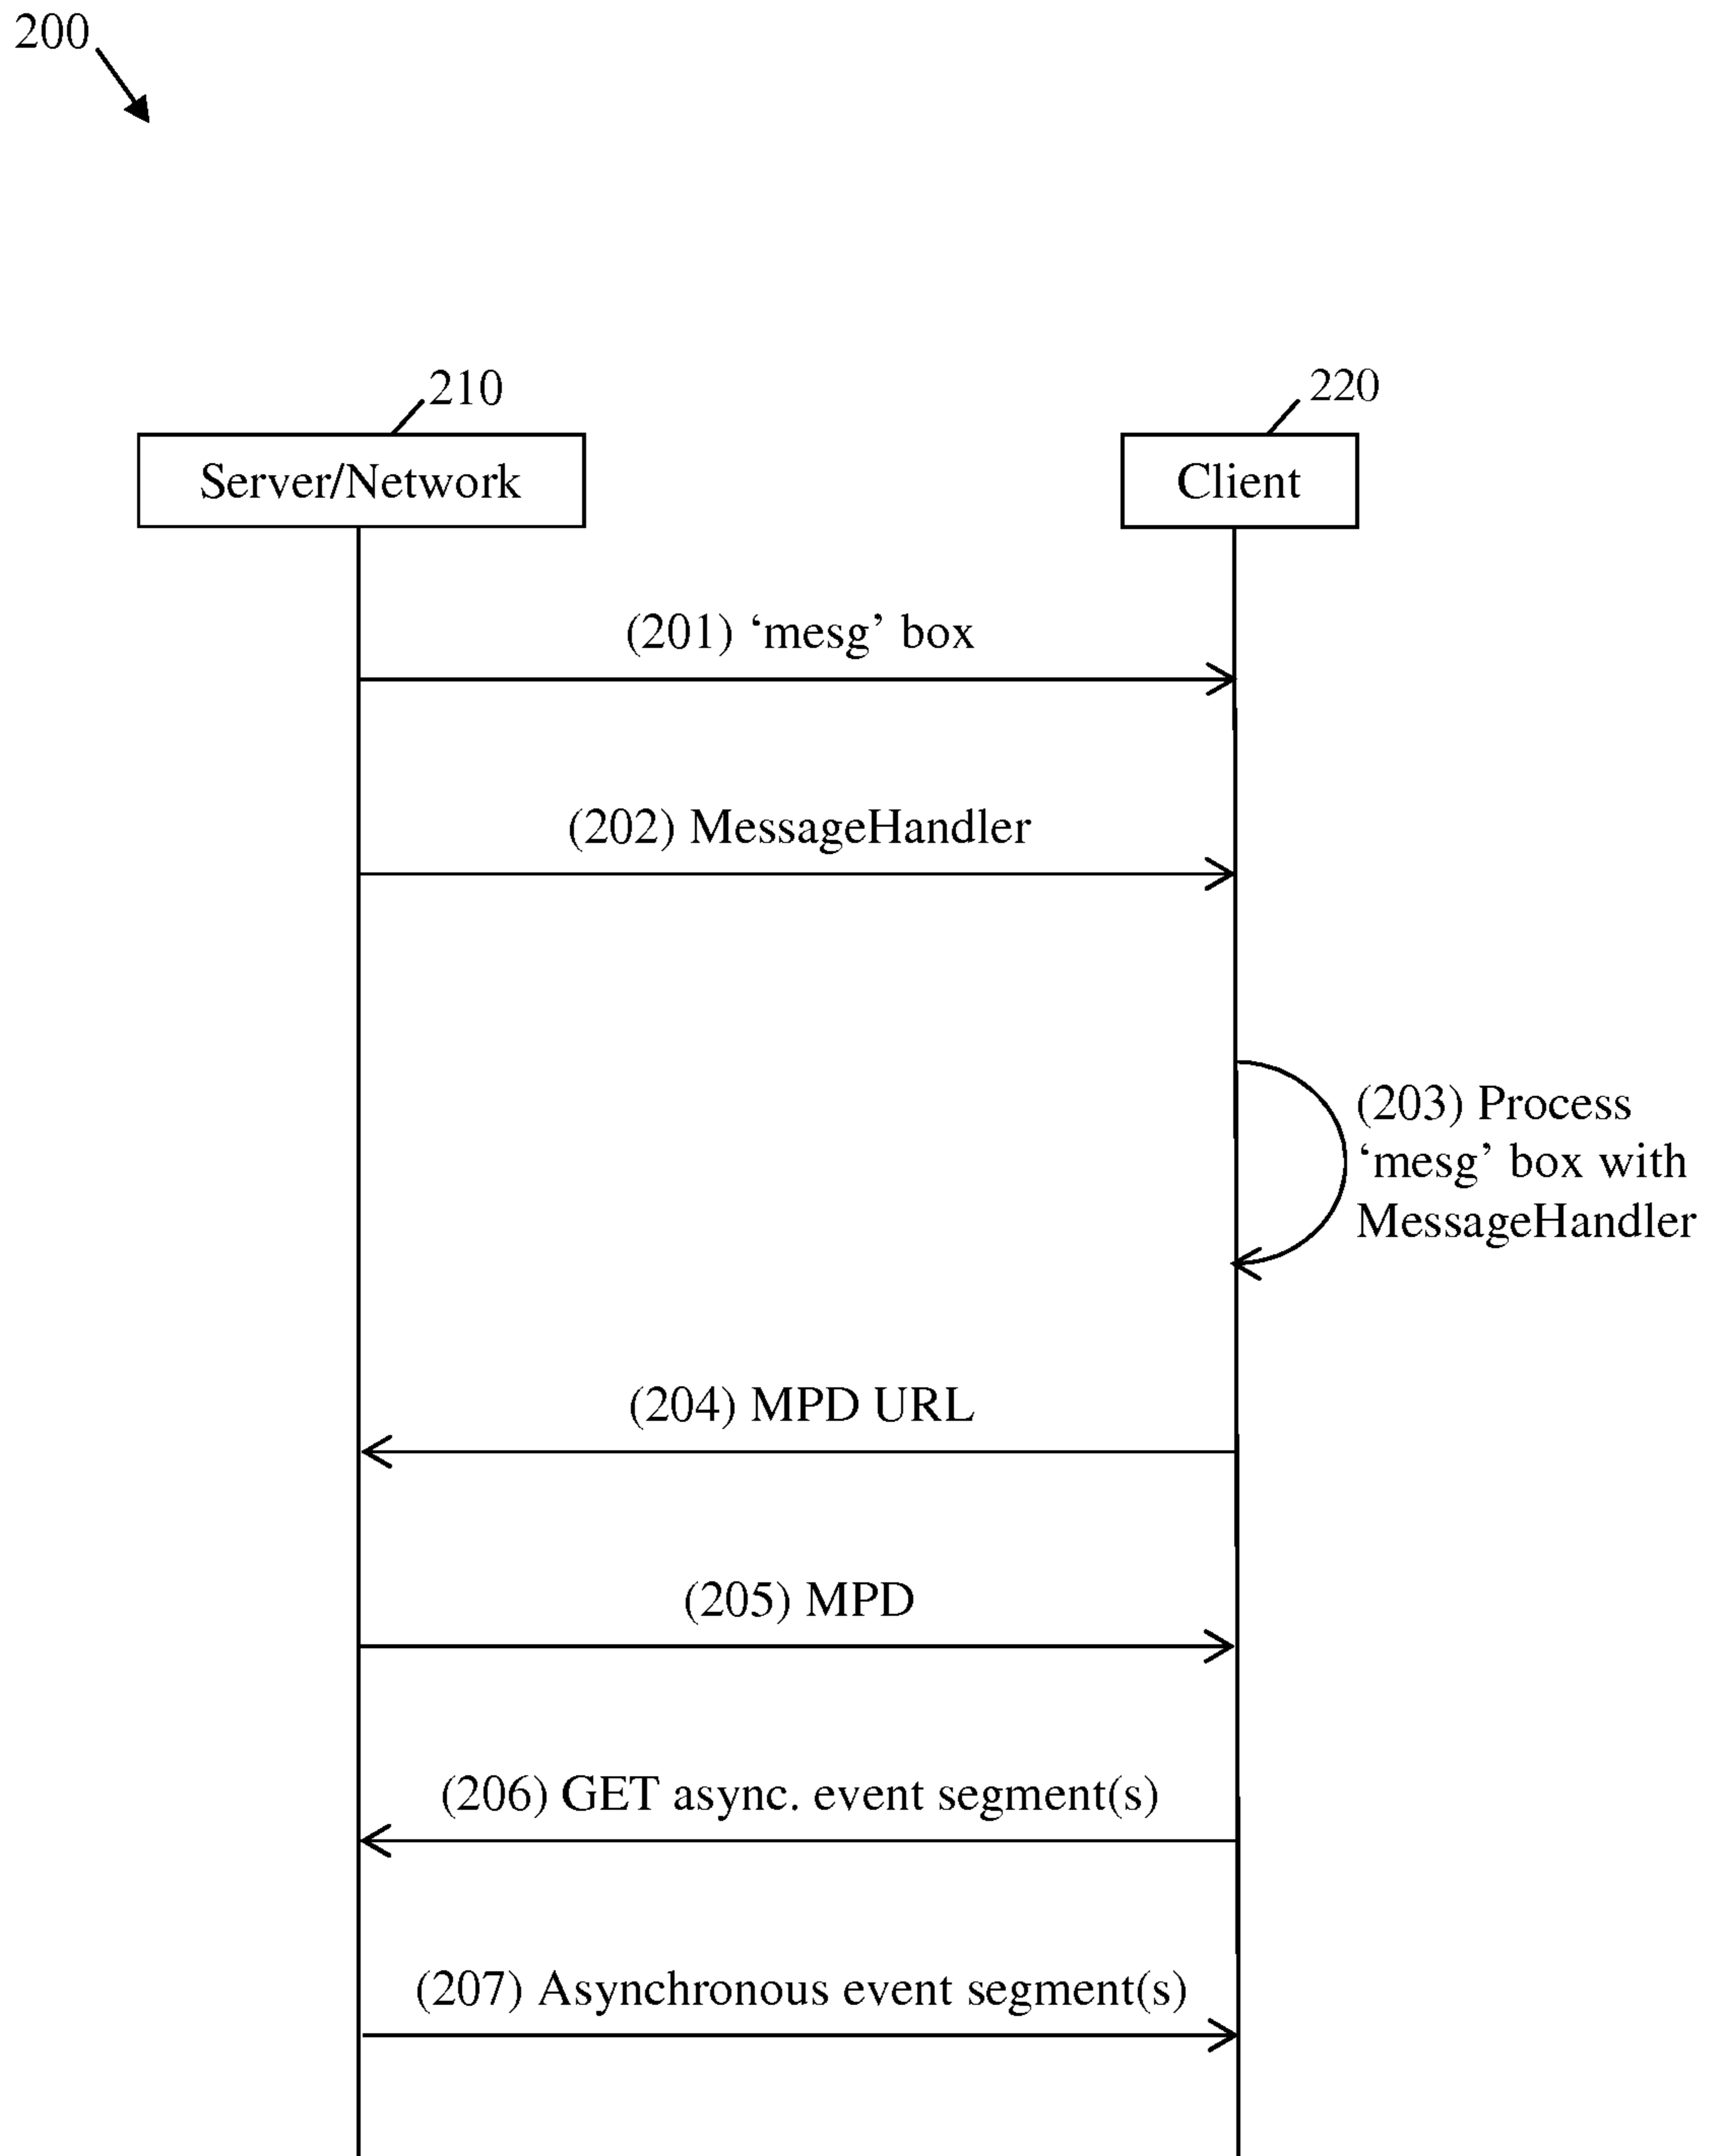 200
210
220
Server/Network
Client
(201) ‘mesg’ box
(202) MessageHandler
(203) Process
‘mesg’ box with
MessageHandler
(204) MPD URL
(205) MPD
(206) GET async. event segment(s)
(207) Asynchronous event segment(s)